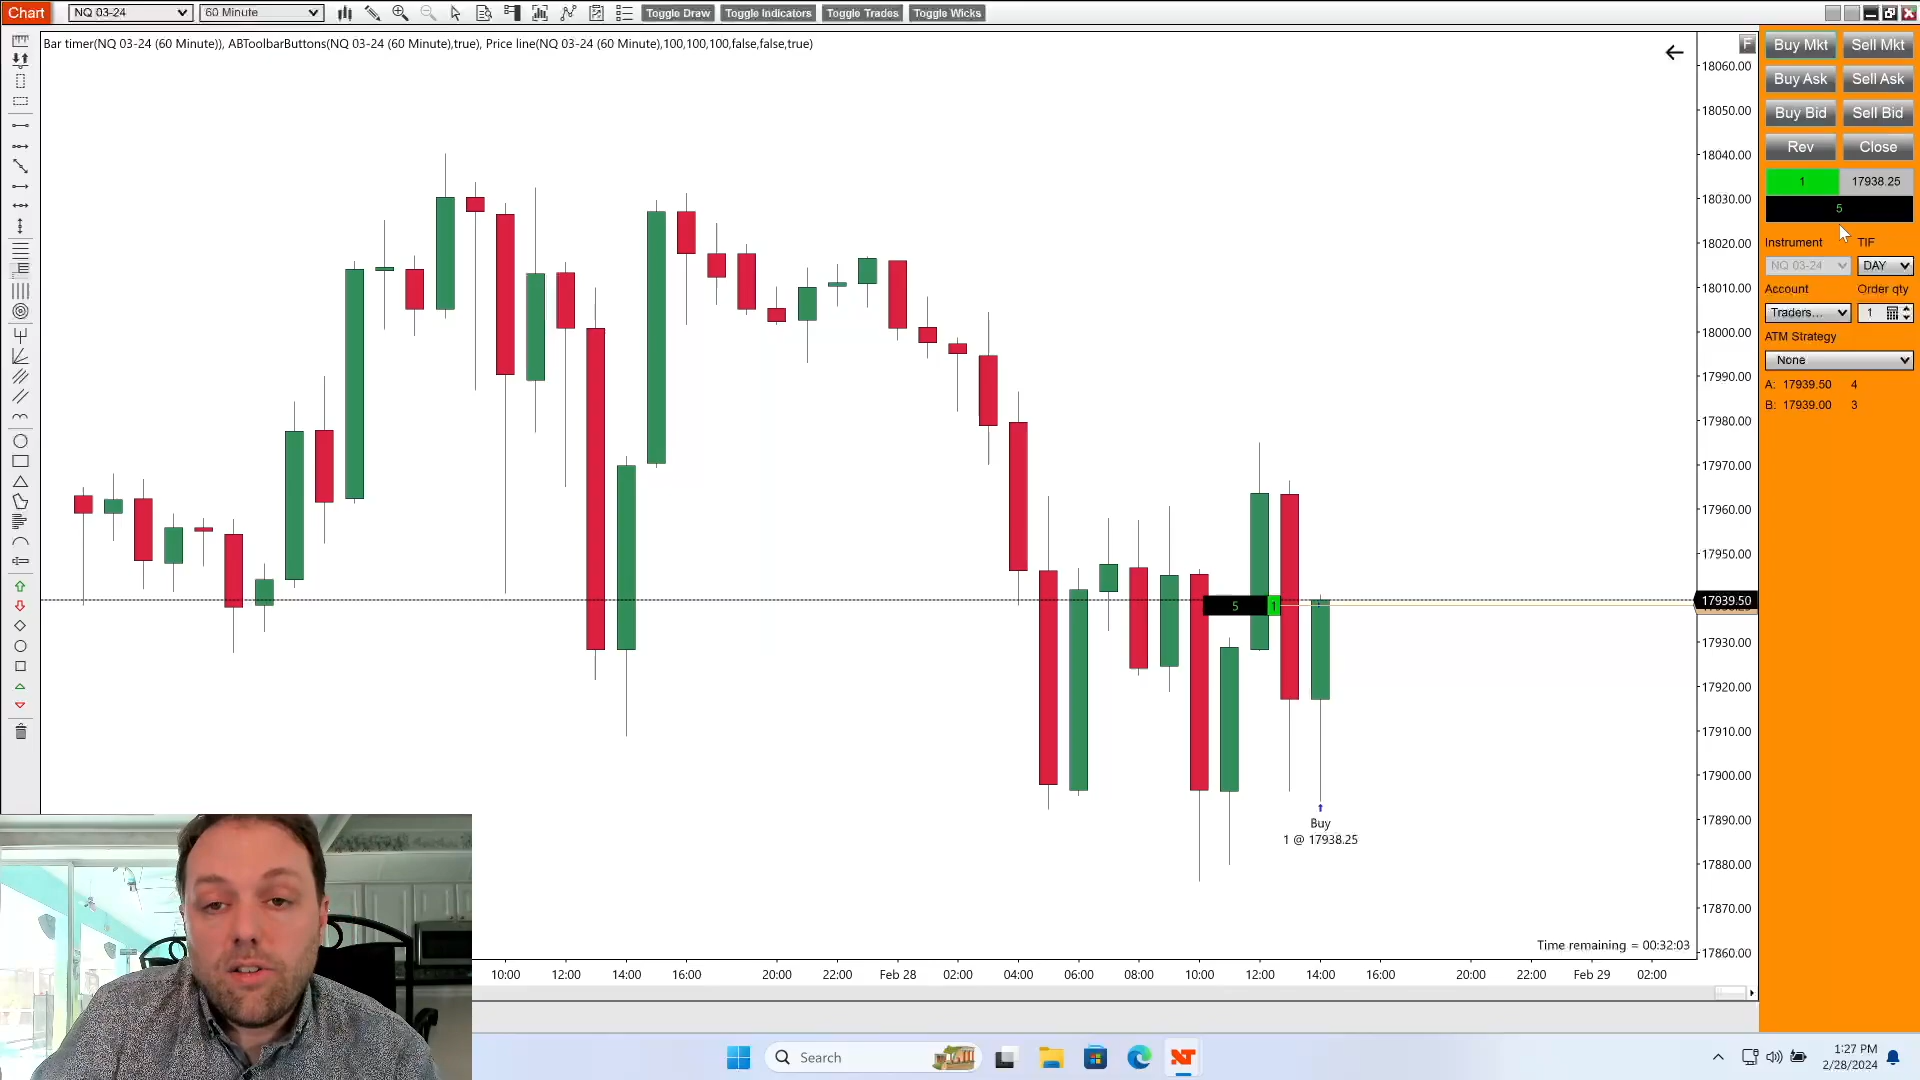 Chart
NQ 03-24
60 Minute
Toggle Draw
Toggle Indicators
Toggle Trades
Toggle Wicks
Bar timer(NQ 03-24 (60 Minute)), ABToolbarButtons(NQ 03-24 (60 Minute),true), Price line(NQ 03-24 (60 Minute),100,100,100,false,false,true)
F
18060.00
18050.00
18040.00
18030.00
18020.00
18010.00
18000.00
17990.00
17980.00
17970.00
17960.00
17950.00
17939.50
17930.00
17920.00
17910.00
17900.00
17890.00
17880.00
17870.00
17860.00
5
1
Buy
1 @ 17938.25
Time remaining = 00:32:03
10:00
12:00
14:00
16:00
20:00
22:00
Feb 28
02:00
04:00
06:00
08:00
10:00
12:00
14:00
16:00
20:00
22:00
Feb 29
02:00
Buy Mkt
Sell Mkt
Buy Ask
Sell Ask
Buy Bid
Sell Bid
Rev
Close
1
17938.25
5
Instrument
TIF
NQ 03-24
DAY
Account
Order qty
Traders...
1
ATM Strategy
None
A: 17939.50 4
B: 17939.00 3
Search
1:27 PM
2/28/2024